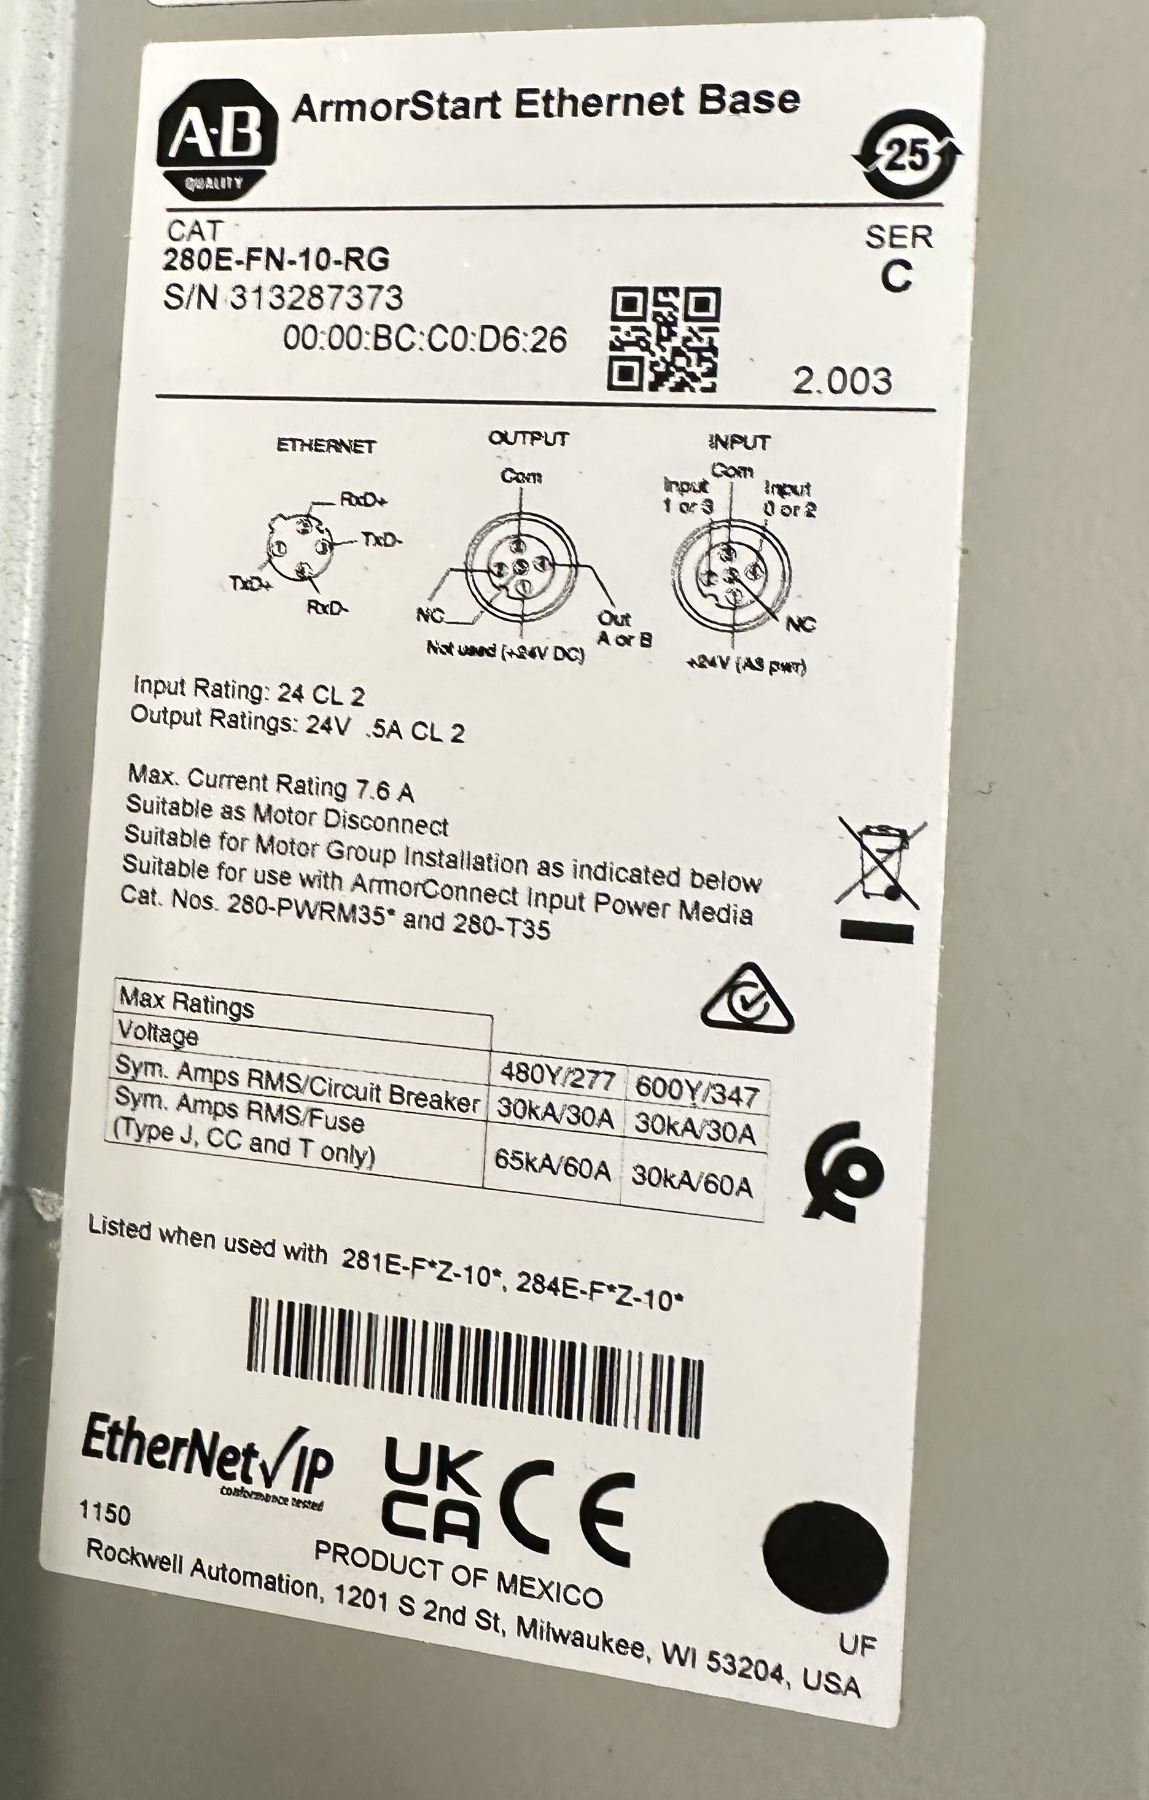 A·B
QUALITY
ArmorStart Ethernet Base
25
CAT
280E-FN-10-RG
SER
C
S/N 313287373
00:00:BC:C0:D6:26
2.003
ETHERNET
OUTPUT
INPUT
RxD+
TxD-
TxD+
RxD-
Com
NC
Not used (+24V DC)
Out
A or B
Com
Input
1 or 3
Input
0 or 2
NC
+24V (AS pwr)
Input Rating: 24 CL 2
Output Ratings: 24V .5A CL 2
Max. Current Rating 7.6 A
Suitable as Motor Disconnect
Suitable for Motor Group Installation as indicated below
Suitable for use with ArmorConnect Input Power Media
Cat. Nos. 280-PWRM35* and 280-T35
Max Ratings
Voltage 480Y/277 600Y/347
Sym. Amps RMS/Circuit Breaker 30kA/30A 30kA/30A
Sym. Amps RMS/Fuse
(Type J, CC and T only) 65kA/60A 30kA/60A
Listed when used with 281E-F*Z-10*, 284E-F*Z-10*
EtherNet/IP
conformance tested
UK
CA
CE
1150
PRODUCT OF MEXICO
UF
Rockwell Automation, 1201 S 2nd St, Milwaukee, WI 53204, USA